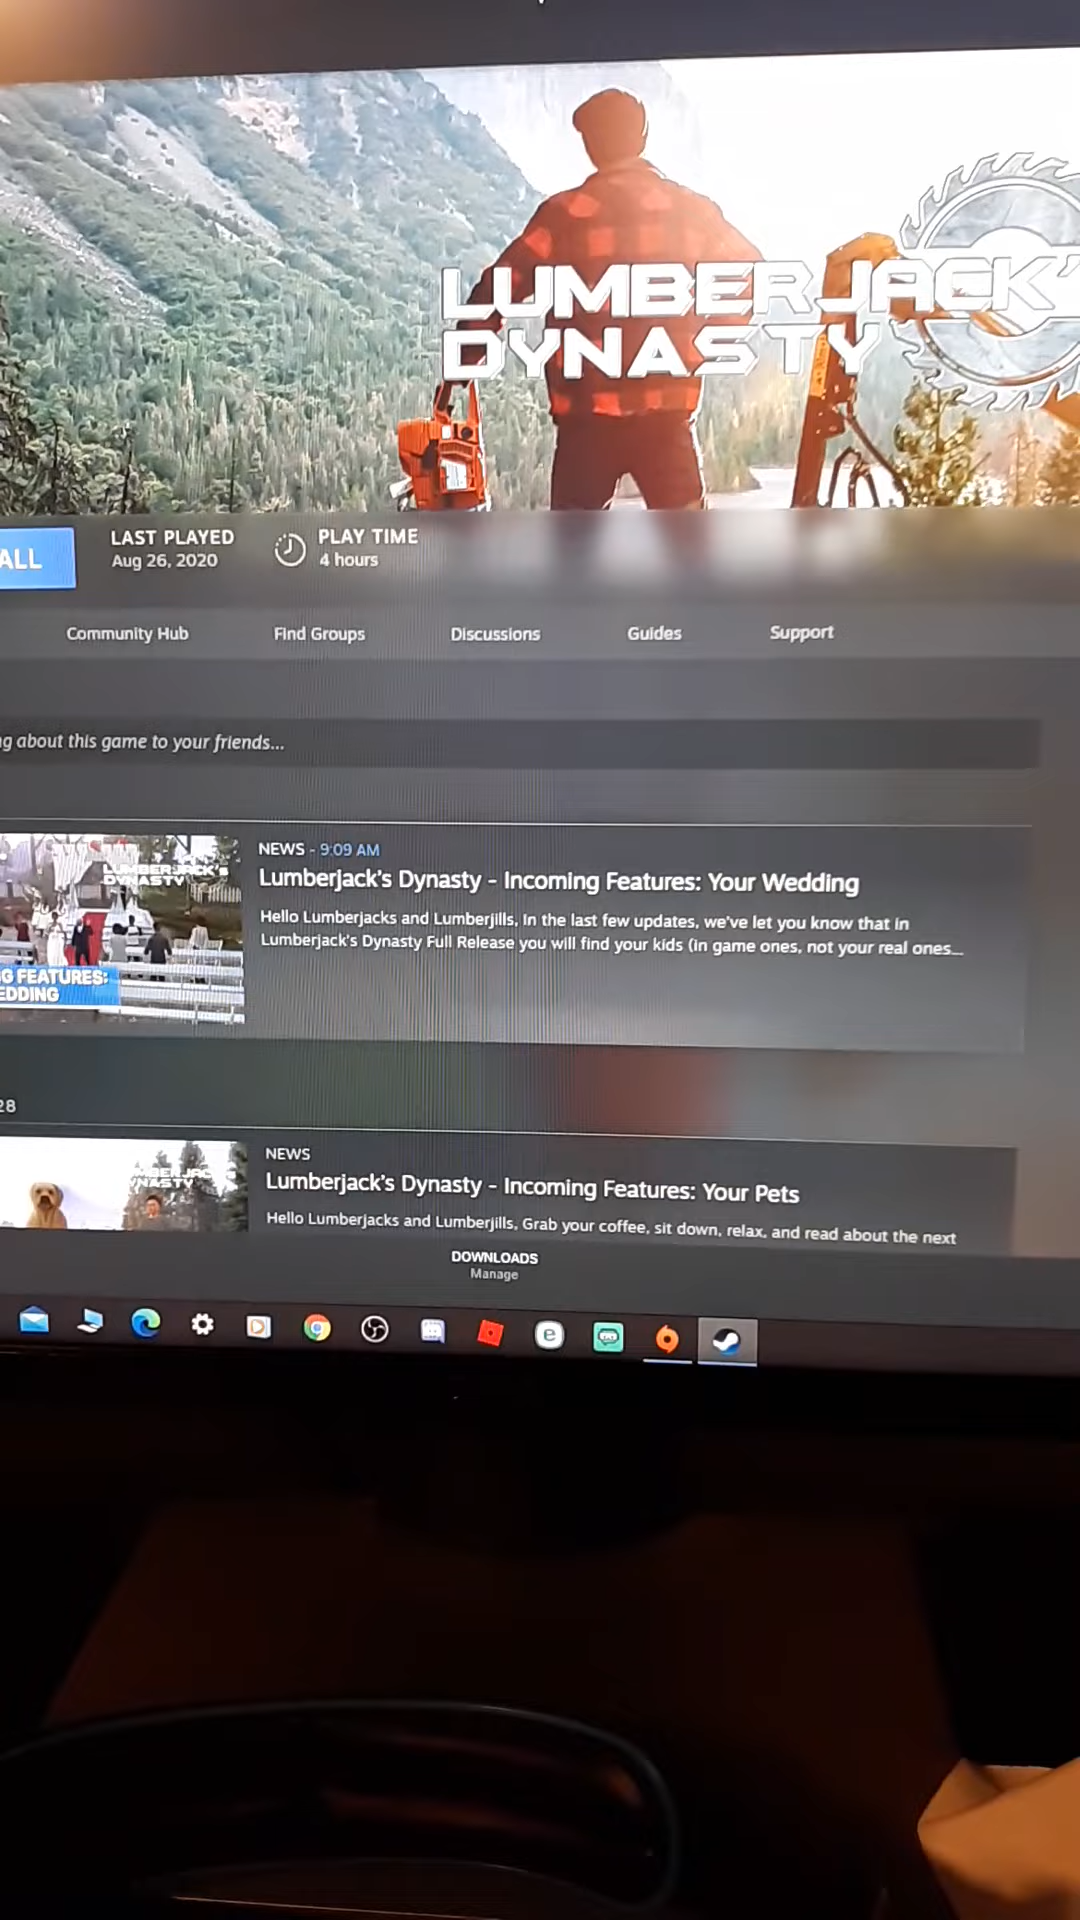 LUMBERJACK'
DYNASTY
ALL
LAST PLAYED
Aug 26, 2020
PLAY TIME
4 hours
Community Hub
Find Groups
Discussions
Guides
Support
g about this game to your friends...
NEWS - 9:09 AM
Lumberjack's Dynasty - Incoming Features: Your Wedding
Hello Lumberjacks and Lumberjills, In the last few updates, we've let you know that in
Lumberjack's Dynasty Full Release you will find your kids (in game ones, not your real ones...
LUMBERJACK'S
DYNASTY
G FEATURES:
EDDING
28
NEWS
Lumberjack's Dynasty - Incoming Features: Your Pets
Hello Lumberjacks and Lumberjills, Grab your coffee, sit down, relax, and read about the next
MBERJAC
YNASTY
DOWNLOADS
Manage